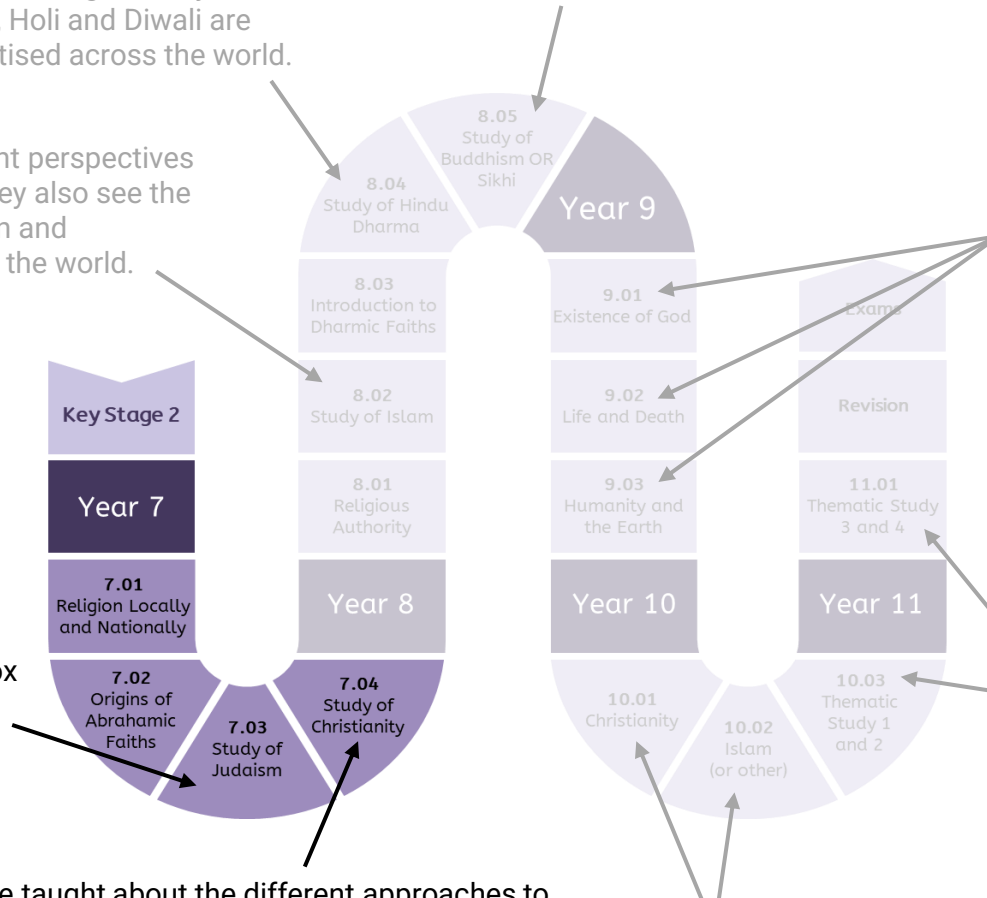 Holi and Diwali are
tised across the world.
nt perspectives
ey also see the
and
the world.
8.05
Study of
Buddhism OR
Sikhi
8.04
Study of Hindu
Dharma
Year 9
8.03
Introduction to
Dharmic Faiths
8.02
Study of Islam
8.01
Religious
Authority
Year 8
Key Stage 2
Year 7
7.01
Religion Locally
and Nationally
7.02
Origins of
Abrahamic
Faiths
7.03
Study of
Judaism
7.04
Study of
Christianity
ox
9.01
Existence of God
9.02
Life and Death
9.03
Humanity and
the Earth
Year 10
10.01
Christianity
10.02
Islam
(or other)
10.03
Thematic
Study 1
and 2
Year 11
11.01
Thematic Study
3 and 4
Revision
Exams
e taught about the different approaches to